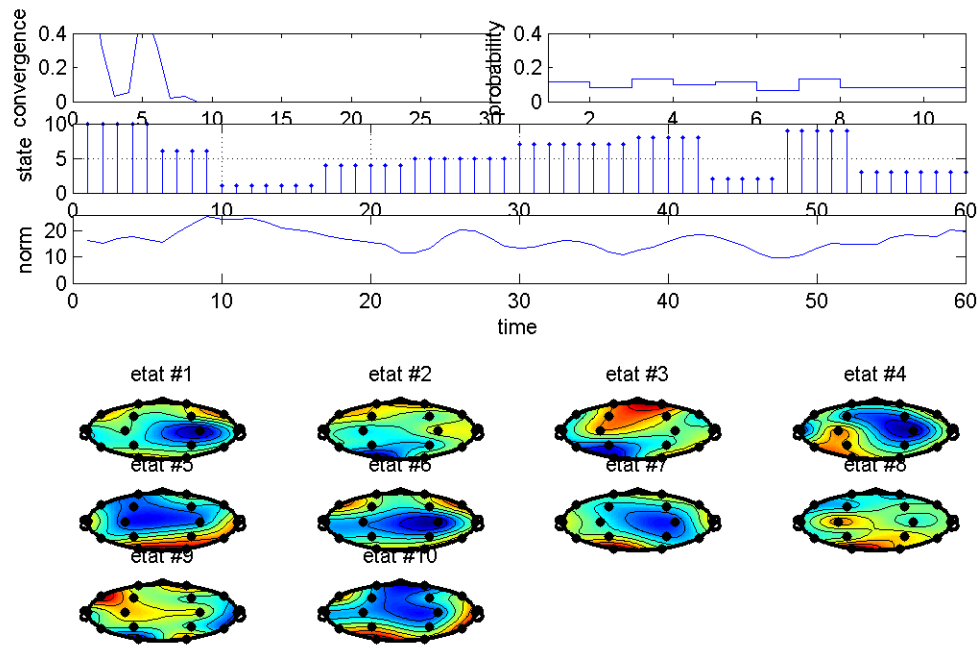 convergence
0.4
0.2
0
0 5 10 15 20 25 30
probability
0.4
0.2
0
2 4 6 8 10
state
10
5
0
0 10 20 30 40 50 60
norm
20
10
0
0 10 20 30 40 50 60
time
etat #1 etat #2 etat #3 etat #4
etat #5 etat #6 etat #7 etat #8
etat #9 etat #10